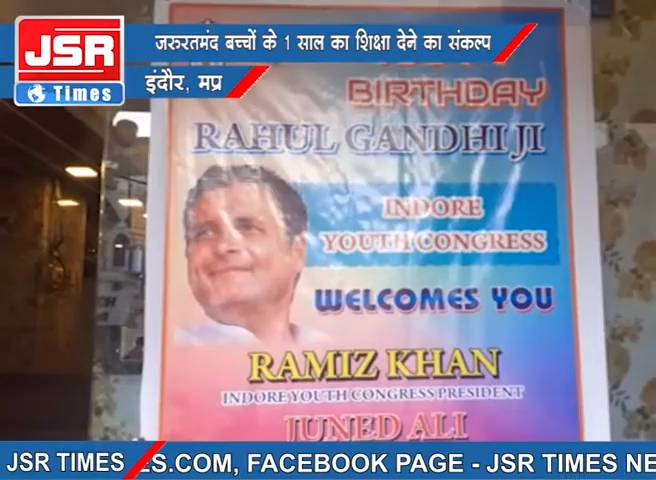 JSR
Times
जरुरतमंद बच्चों के 1 साल का शिक्षा देने का संकल्प
इंदौर, मप्र
BIRTHDAY
RAHUL GANDHI JI
INDORE
YOUTH CONGRESS
WELCOMES YOU
RAMIZ KHAN
INDORE YOUTH CONGRESS PRESIDENT
JUNED ALI
JSR TIMES
ES.COM, FACEBOOK PAGE - JSR TIMES NE